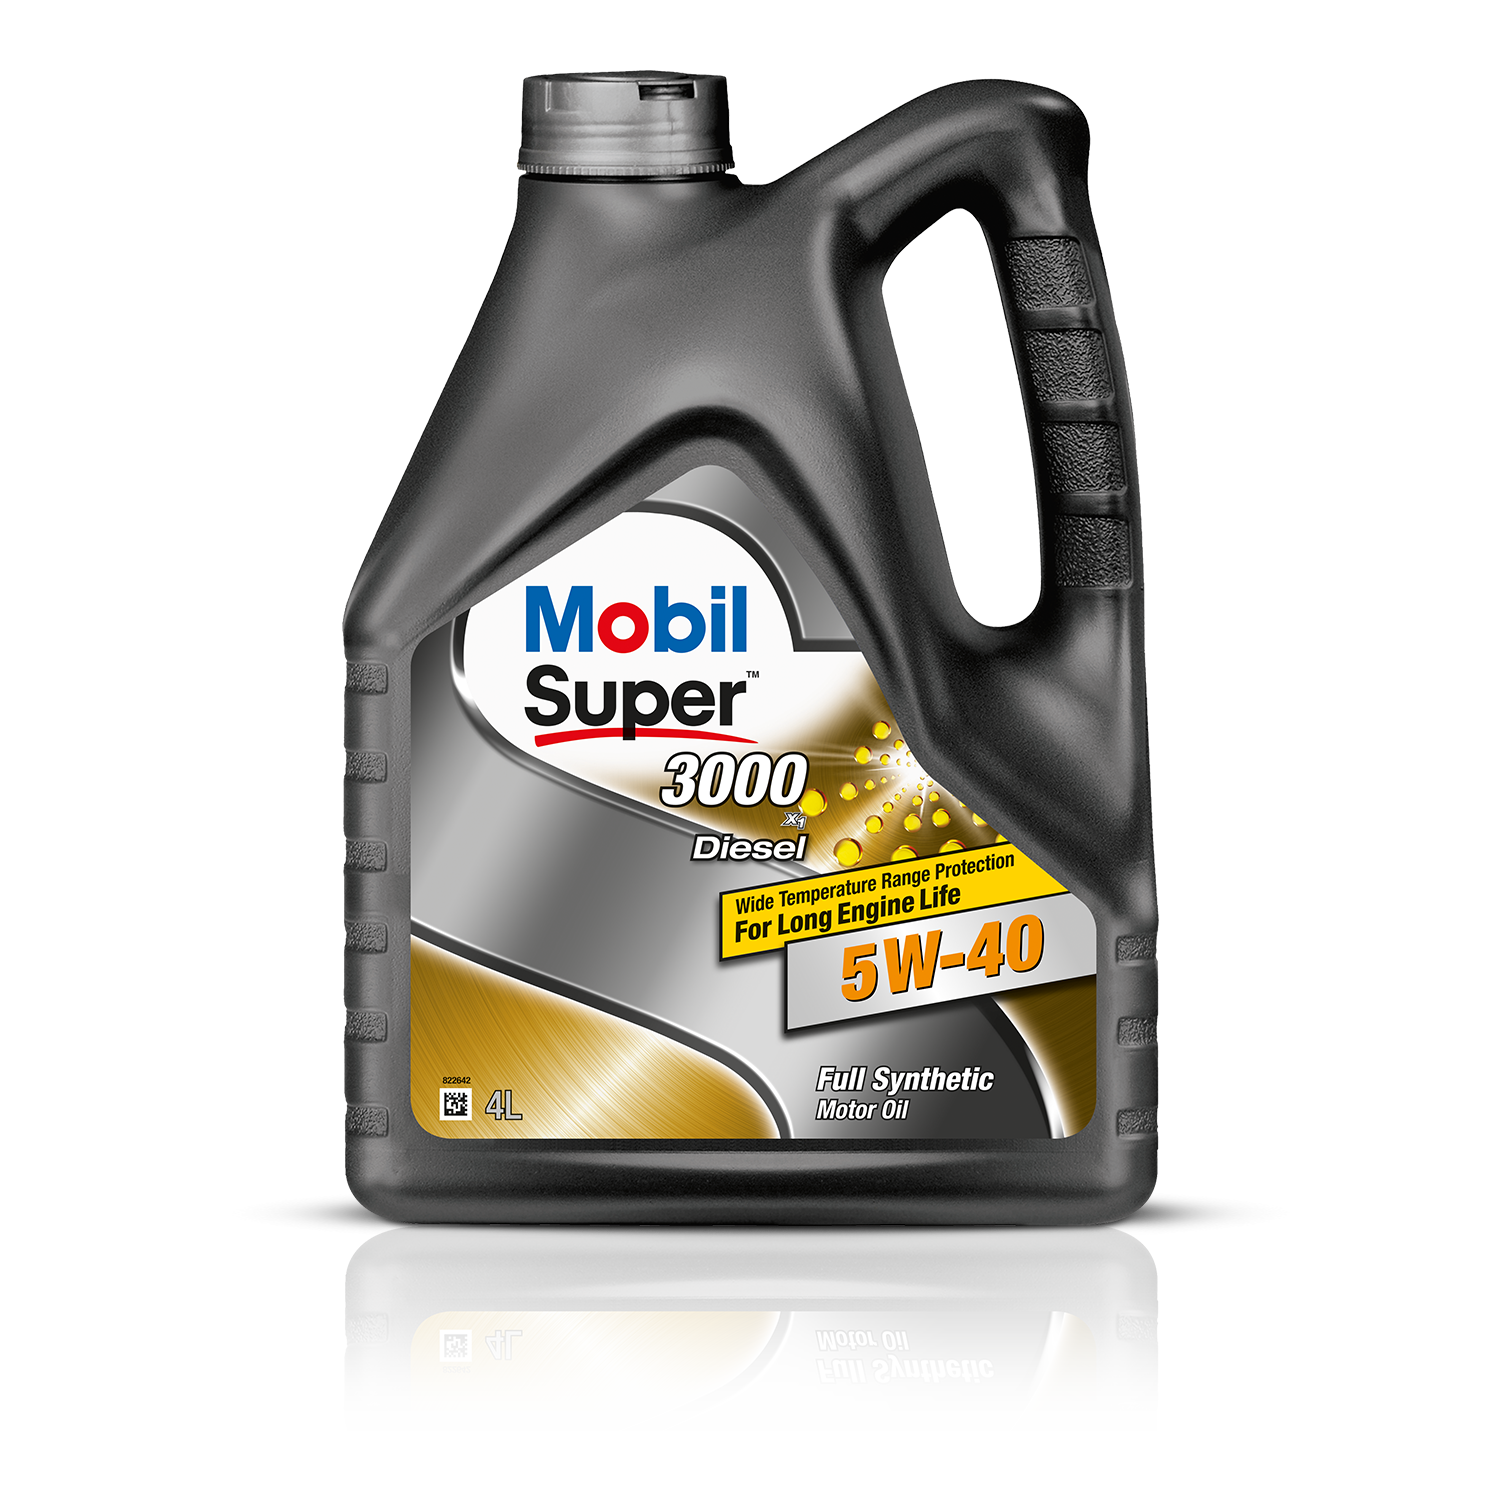 Mobil
Super™
3000
X1
Diesel
Wide Temperature Range Protection
For Long Engine Life
5W-40
Full Synthetic
Motor Oil
822642
4L